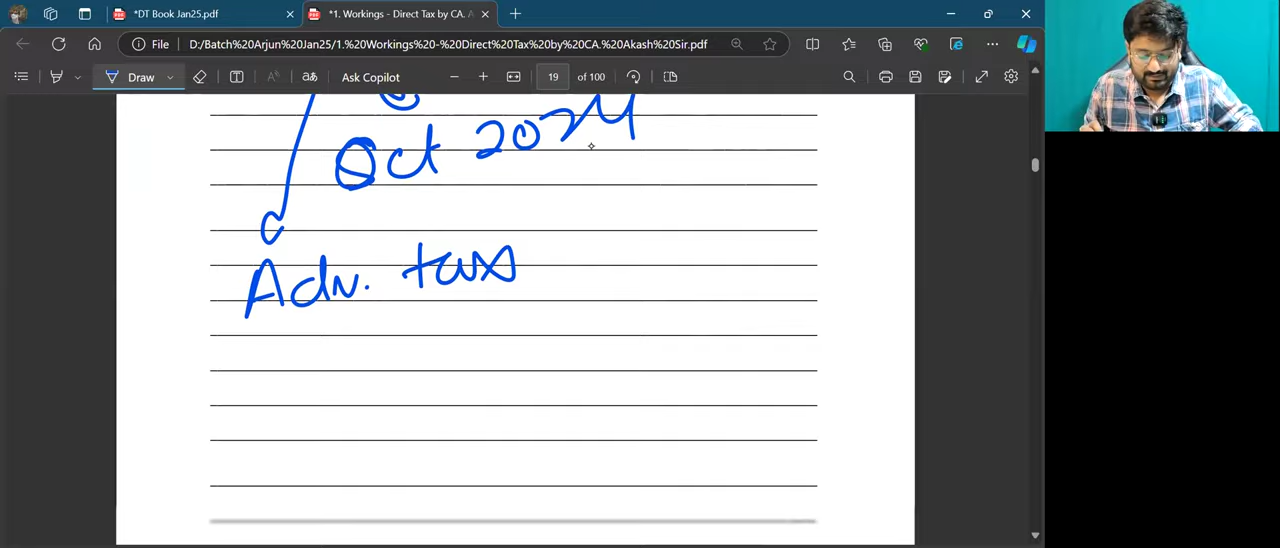 *DT Book Jan25.pdf
*1. Workings - Direct Tax by CA. A
File
D:/Batch%20Arjun%20Jan25/1.%20Workings%20-%20Direct%20Tax%20by%20CA.%20Akash%20Sir.pdf
Draw
Ask Copilot
19 of 100
Oct 2024
Adv. tax